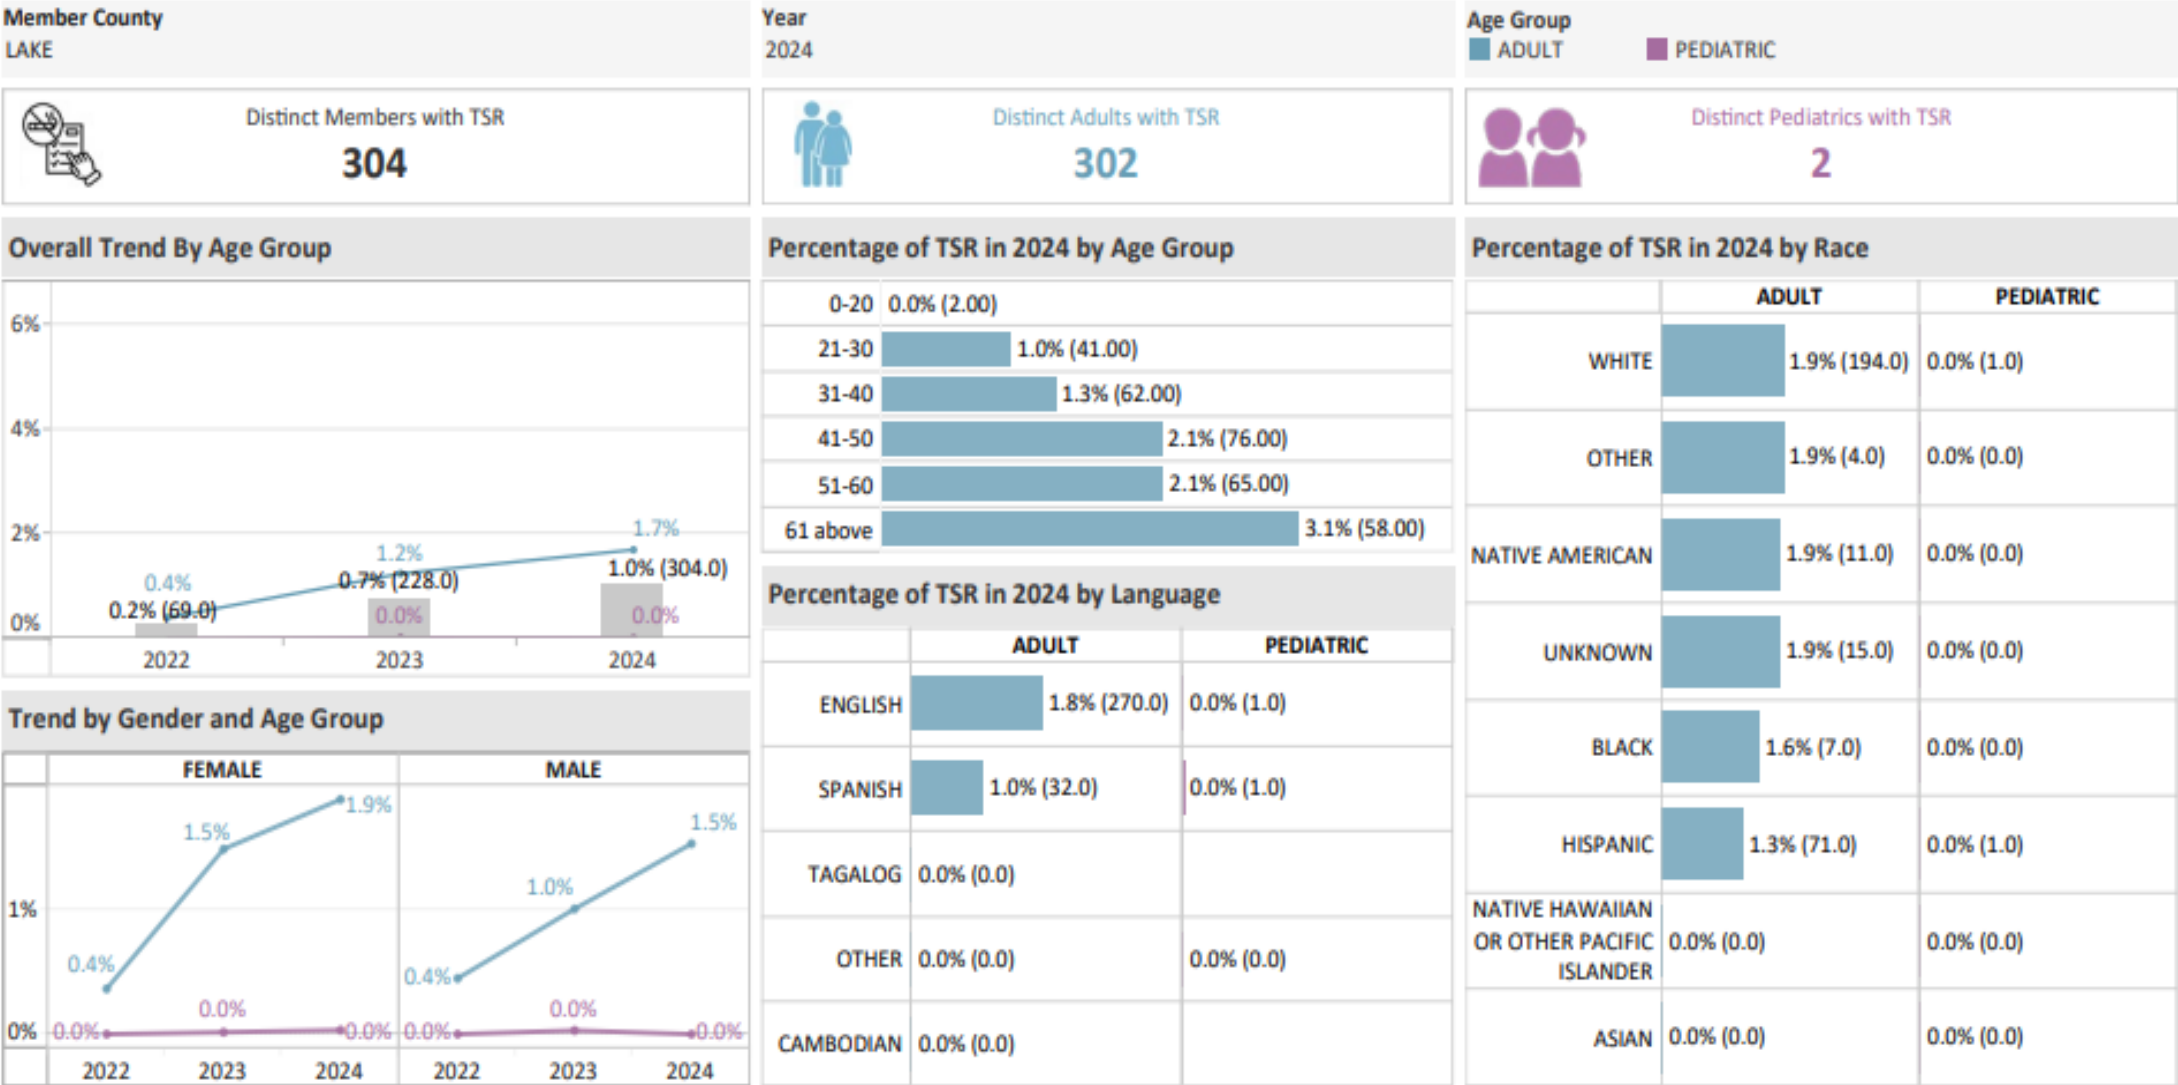 Member County
LAKE
Year
2024
Age Group
ADULT PEDIATRIC
Distinct Members with TSR
304
Distinct Adults with TSR
302
Distinct Pediatrics with TSR
2
Overall Trend By Age Group
6%
4%
2%
0%
0.4%
1.2%
1.7%
0.2% (69.0)
0.7% (228.0)
1.0% (304.0)
0.0%
0.0%
2022 2023 2024
Trend by Gender and Age Group
FEMALE MALE
1%
0%
0.4%
1.5%
1.9%
0.0%
0.0%
0.0%
0.4%
1.0%
1.5%
0.0%
0.0%
0.0%
2022 2023 2024 2022 2023 2024
Percentage of TSR in 2024 by Age Group
0-20 0.0% (2.00)
21-30 1.0% (41.00)
31-40 1.3% (62.00)
41-50 2.1% (76.00)
51-60 2.1% (65.00)
61 above 3.1% (58.00)
Percentage of TSR in 2024 by Language
ADULT PEDIATRIC
ENGLISH 1.8% (270.0) 0.0% (1.0)
SPANISH 1.0% (32.0) 0.0% (1.0)
TAGALOG 0.0% (0.0)
OTHER 0.0% (0.0) 0.0% (0.0)
CAMBODIAN 0.0% (0.0)
Percentage of TSR in 2024 by Race
ADULT PEDIATRIC
WHITE 1.9% (194.0) 0.0% (1.0)
OTHER 1.9% (4.0) 0.0% (0.0)
NATIVE AMERICAN 1.9% (11.0) 0.0% (0.0)
UNKNOWN 1.9% (15.0) 0.0% (0.0)
BLACK 1.6% (7.0) 0.0% (0.0)
HISPANIC 1.3% (71.0) 0.0% (1.0)
NATIVE HAWAIIAN
OR OTHER PACIFIC 0.0% (0.0) 0.0% (0.0)
ISLANDER
ASIAN 0.0% (0.0) 0.0% (0.0)